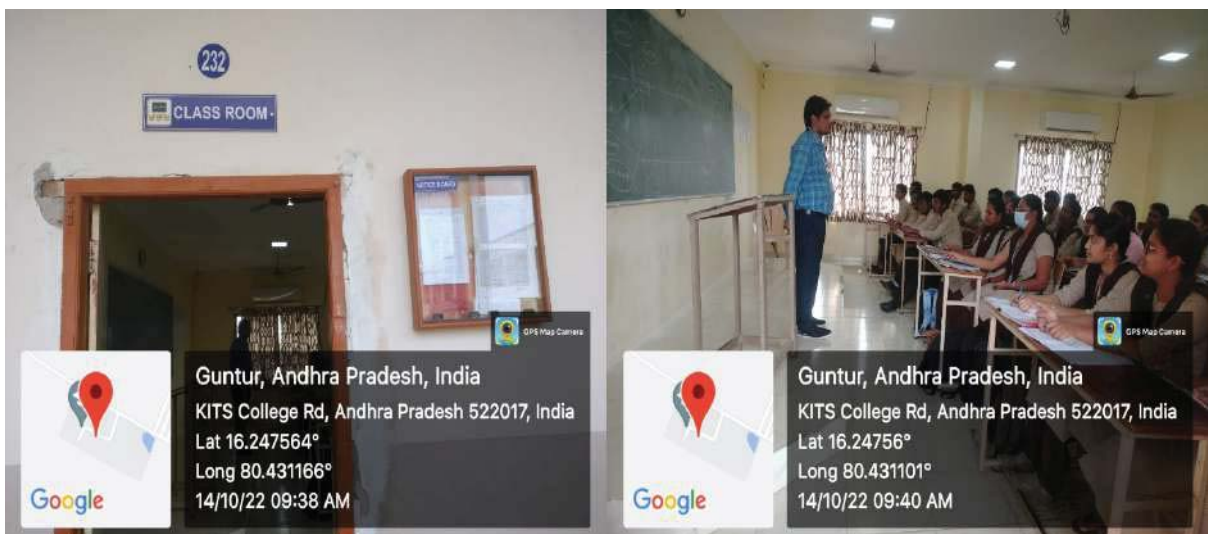 232
CLASS ROOM-
NOTICE BOARD
GPS Map Camera
Guntur, Andhra Pradesh, India
KITS College Rd, Andhra Pradesh 522017, India
Lat 16.247564°
Long 80.431166°
14/10/22 09:38 AM
Google
GPS Map Camera
Guntur, Andhra Pradesh, India
KITS College Rd, Andhra Pradesh 522017, India
Lat 16.24756°
Long 80.431101°
14/10/22 09:40 AM
Google